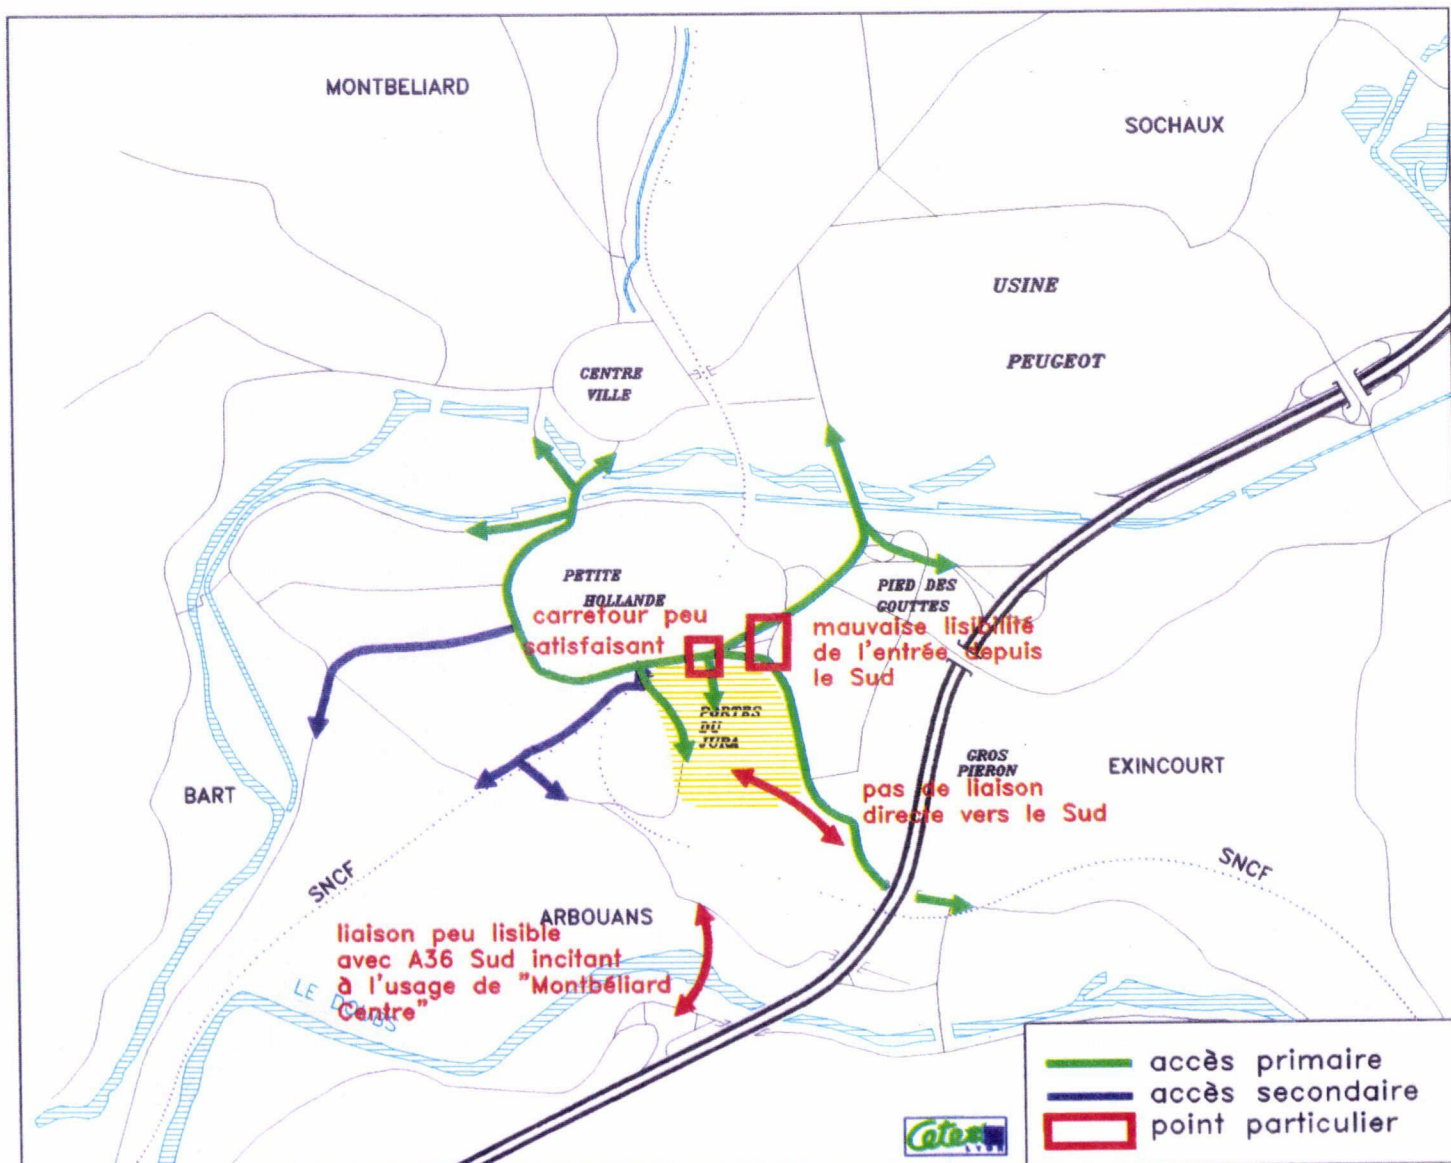 MONTBELIARD
SOCHAUX
USINE
PEUGEOT
CENTRE
VILLE
PETITE
HOLLANDE
PIED DES
GOUTTES
carrefour peu
satisfaisant
mauvaise lisibilité
de l'entrée depuis
le Sud
PORTES
DU
JURA
GROS
PIERON
EXINCOURT
BART
pas de liaison
directe vers le Sud
SNCF
SNCF
ARBOUANS
liaison peu lisible
avec A36 Sud incitant
à l'usage de "Montbéliard
Centre"
LE DOUBS
accès primaire
accès secondaire
point particulier
Cete
LYON